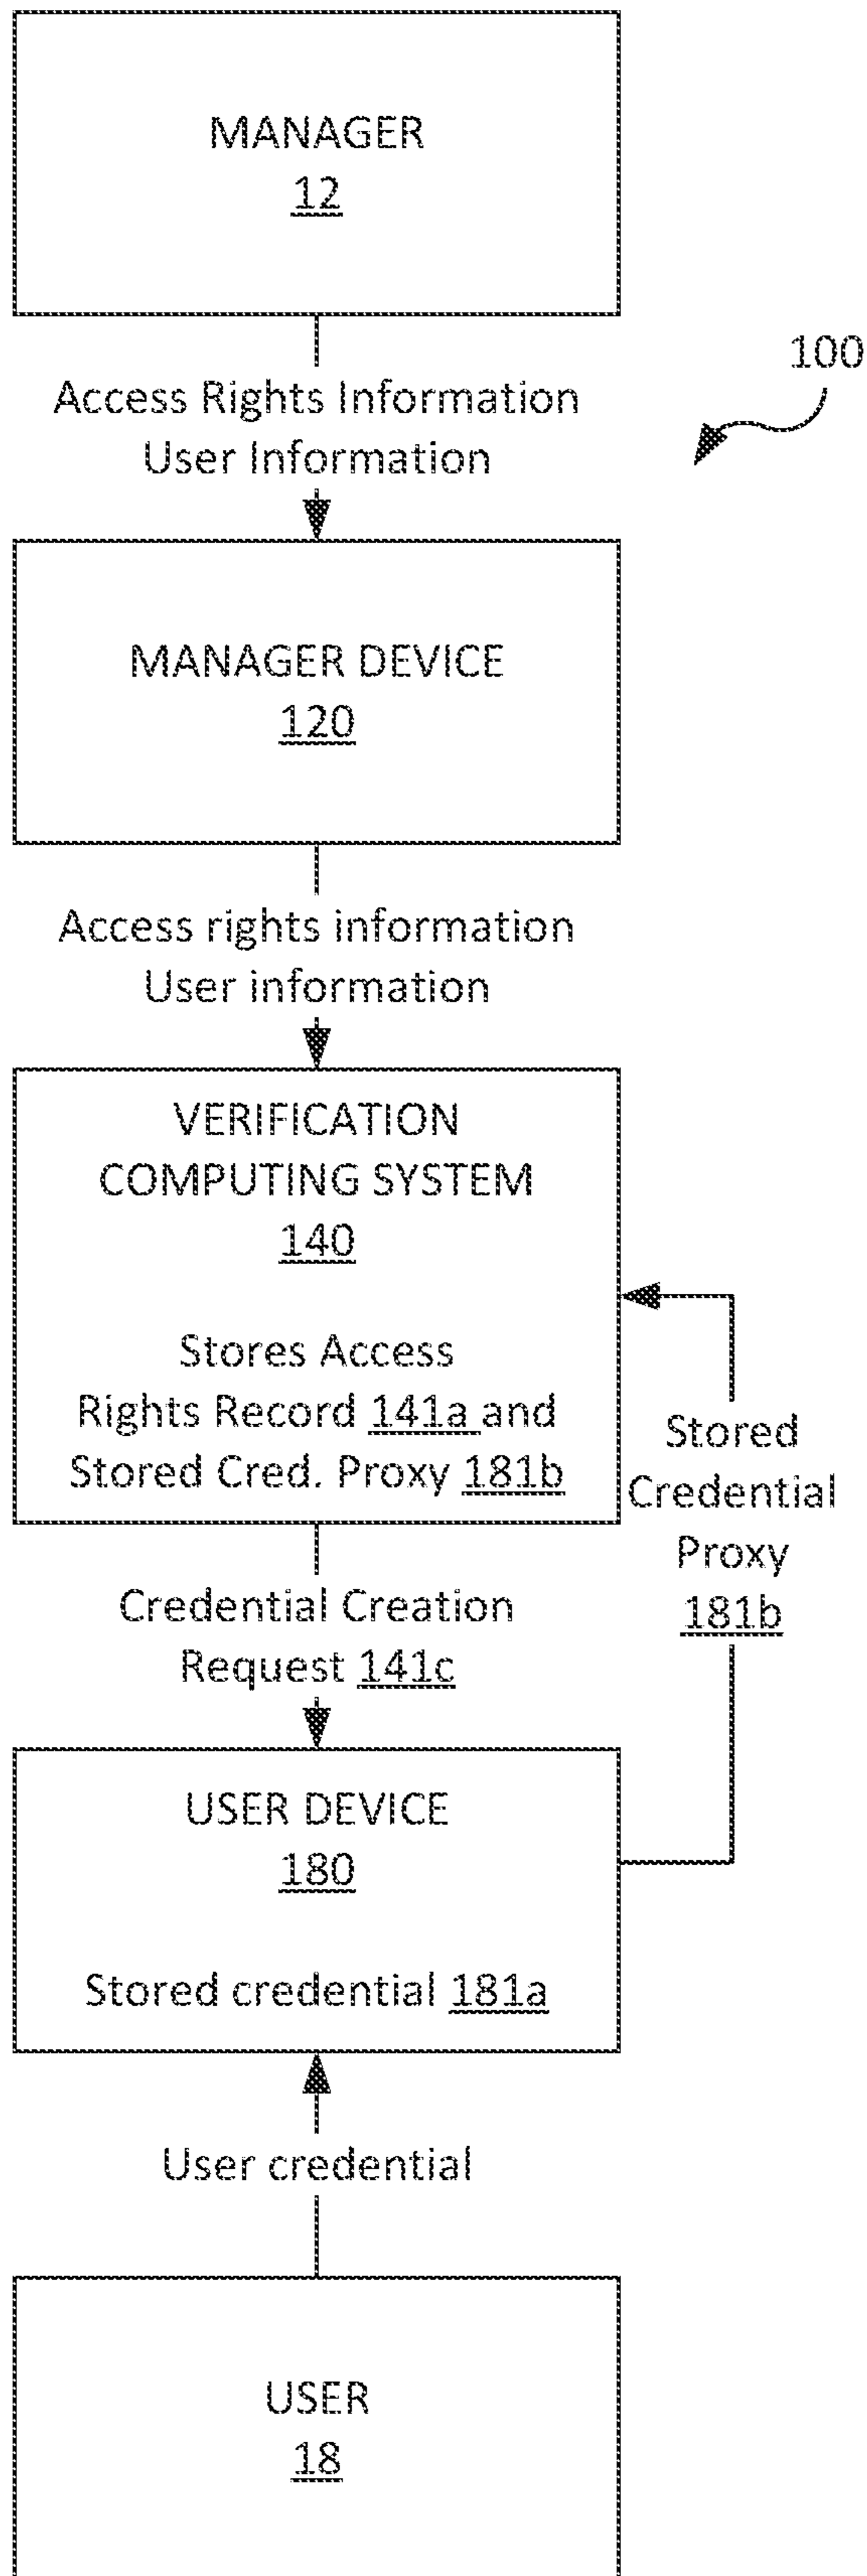 MANAGER
12
100
Access Rights Information
User Information
MANAGER DEVICE
120
Access rights information
User information
VERIFICATION
COMPUTING SYSTEM
140
Stores Access
Rights Record 141a and
Stored Cred. Proxy 181b
Stored
Credential
Proxy
181b
Credential Creation
Request 141c
USER DEVICE
180
Stored credential 181a
User credential
USER
18